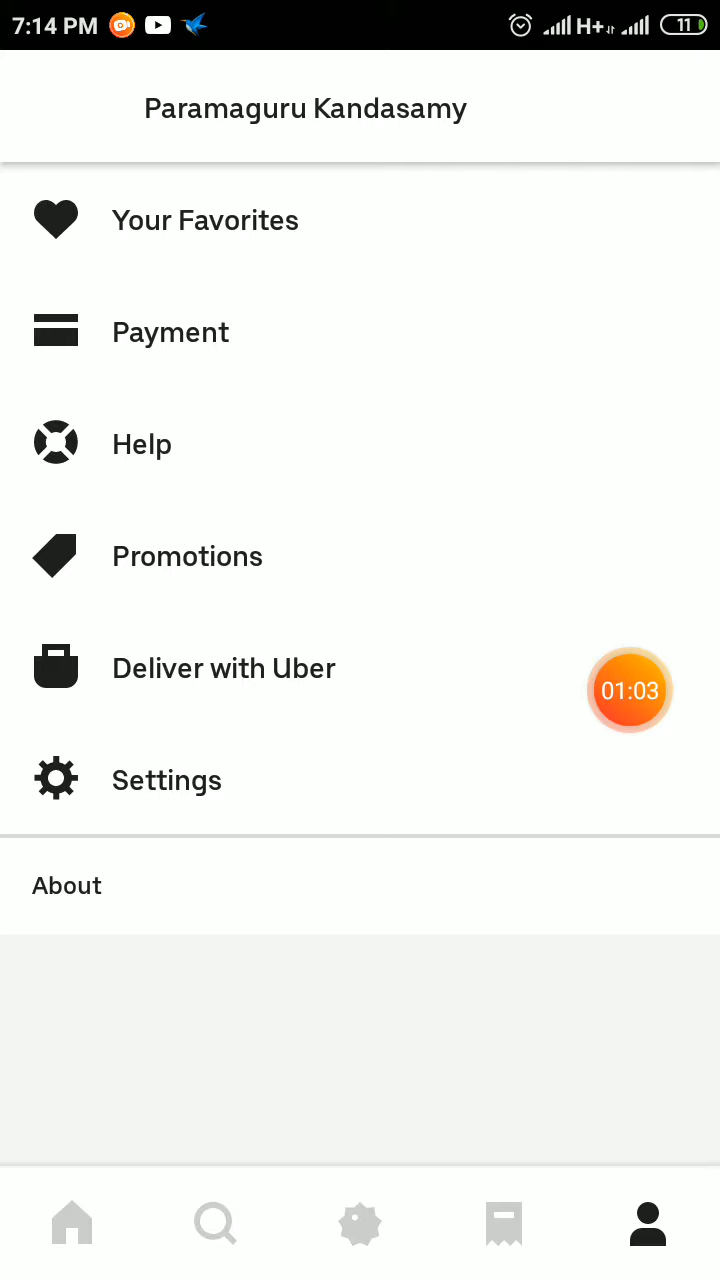 7:14 PM H+ 11
Paramaguru Kandasamy
Your Favorites
Payment
Help
Promotions
Deliver with Uber
01:03
Settings
About